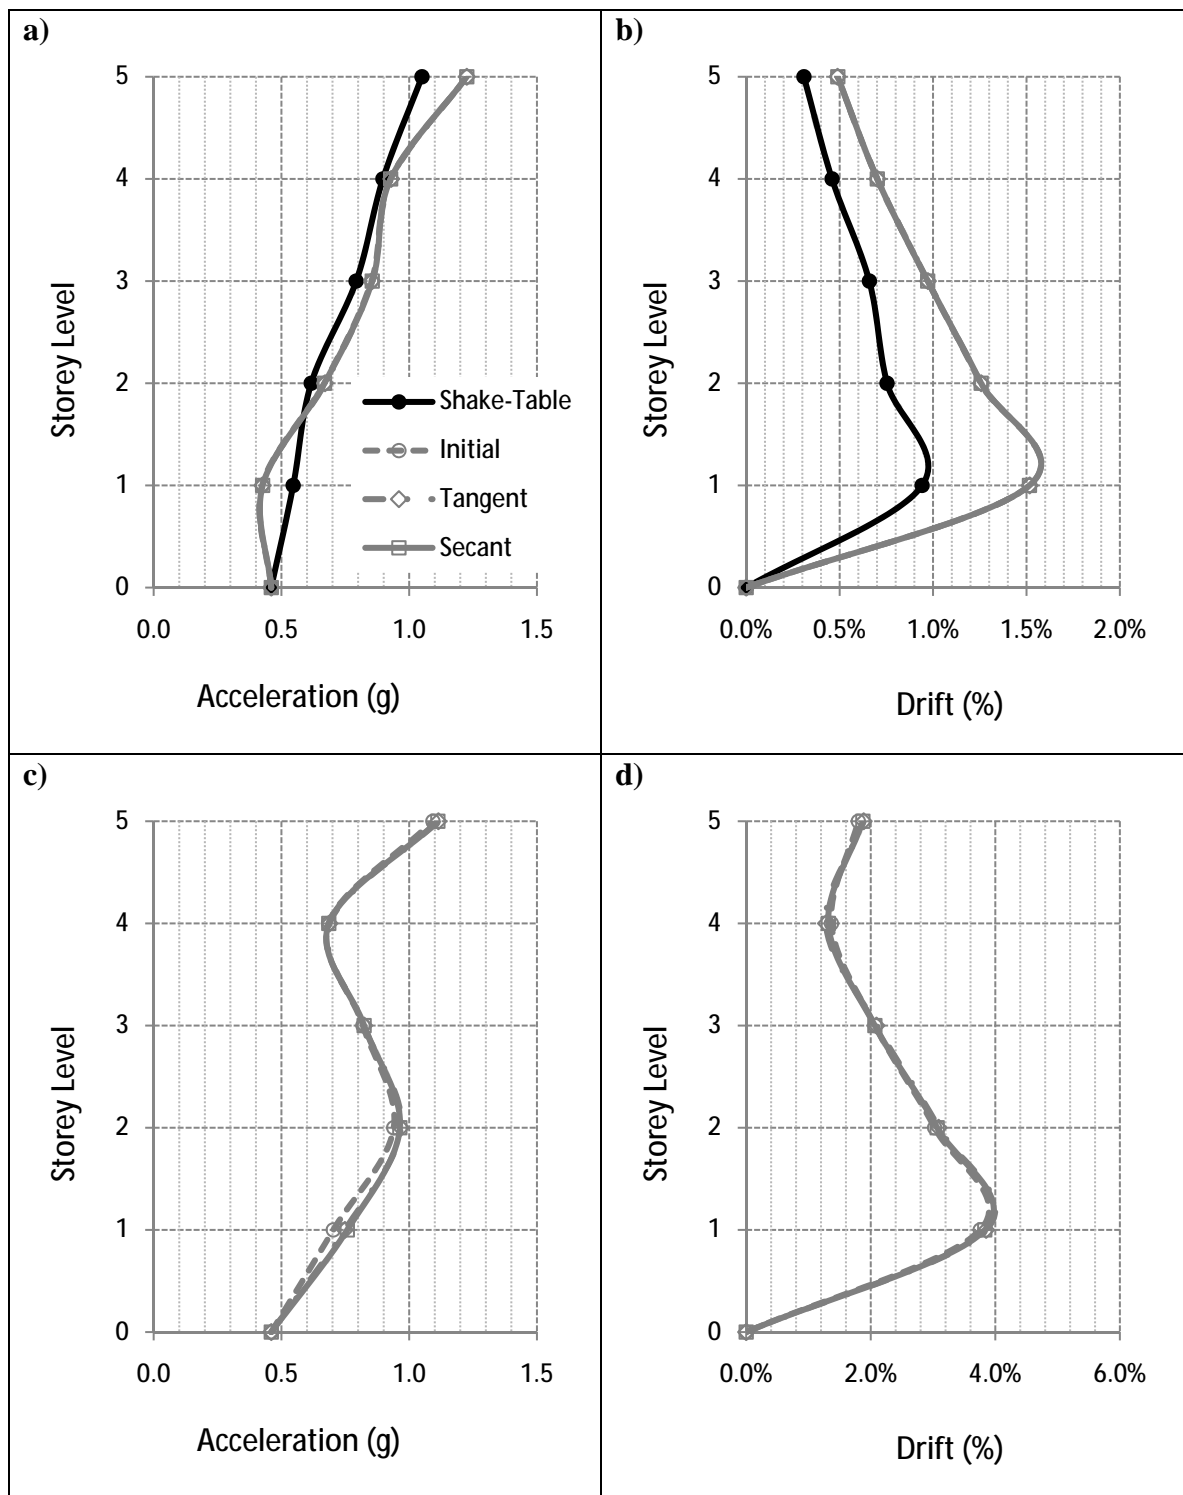 a)
5
4
3
2
1
0
Storey Level
Shake-Table
Initial
Tangent
Secant
0.0 0.5 1.0 1.5
Acceleration (g)
b)
5
4
3
2
1
0
Storey Level
0.0% 0.5% 1.0% 1.5% 2.0%
Drift (%)
c)
5
4
3
2
1
0
Storey Level
0.0 0.5 1.0 1.5
Acceleration (g)
d)
5
4
3
2
1
0
Storey Level
0.0% 2.0% 4.0% 6.0%
Drift (%)